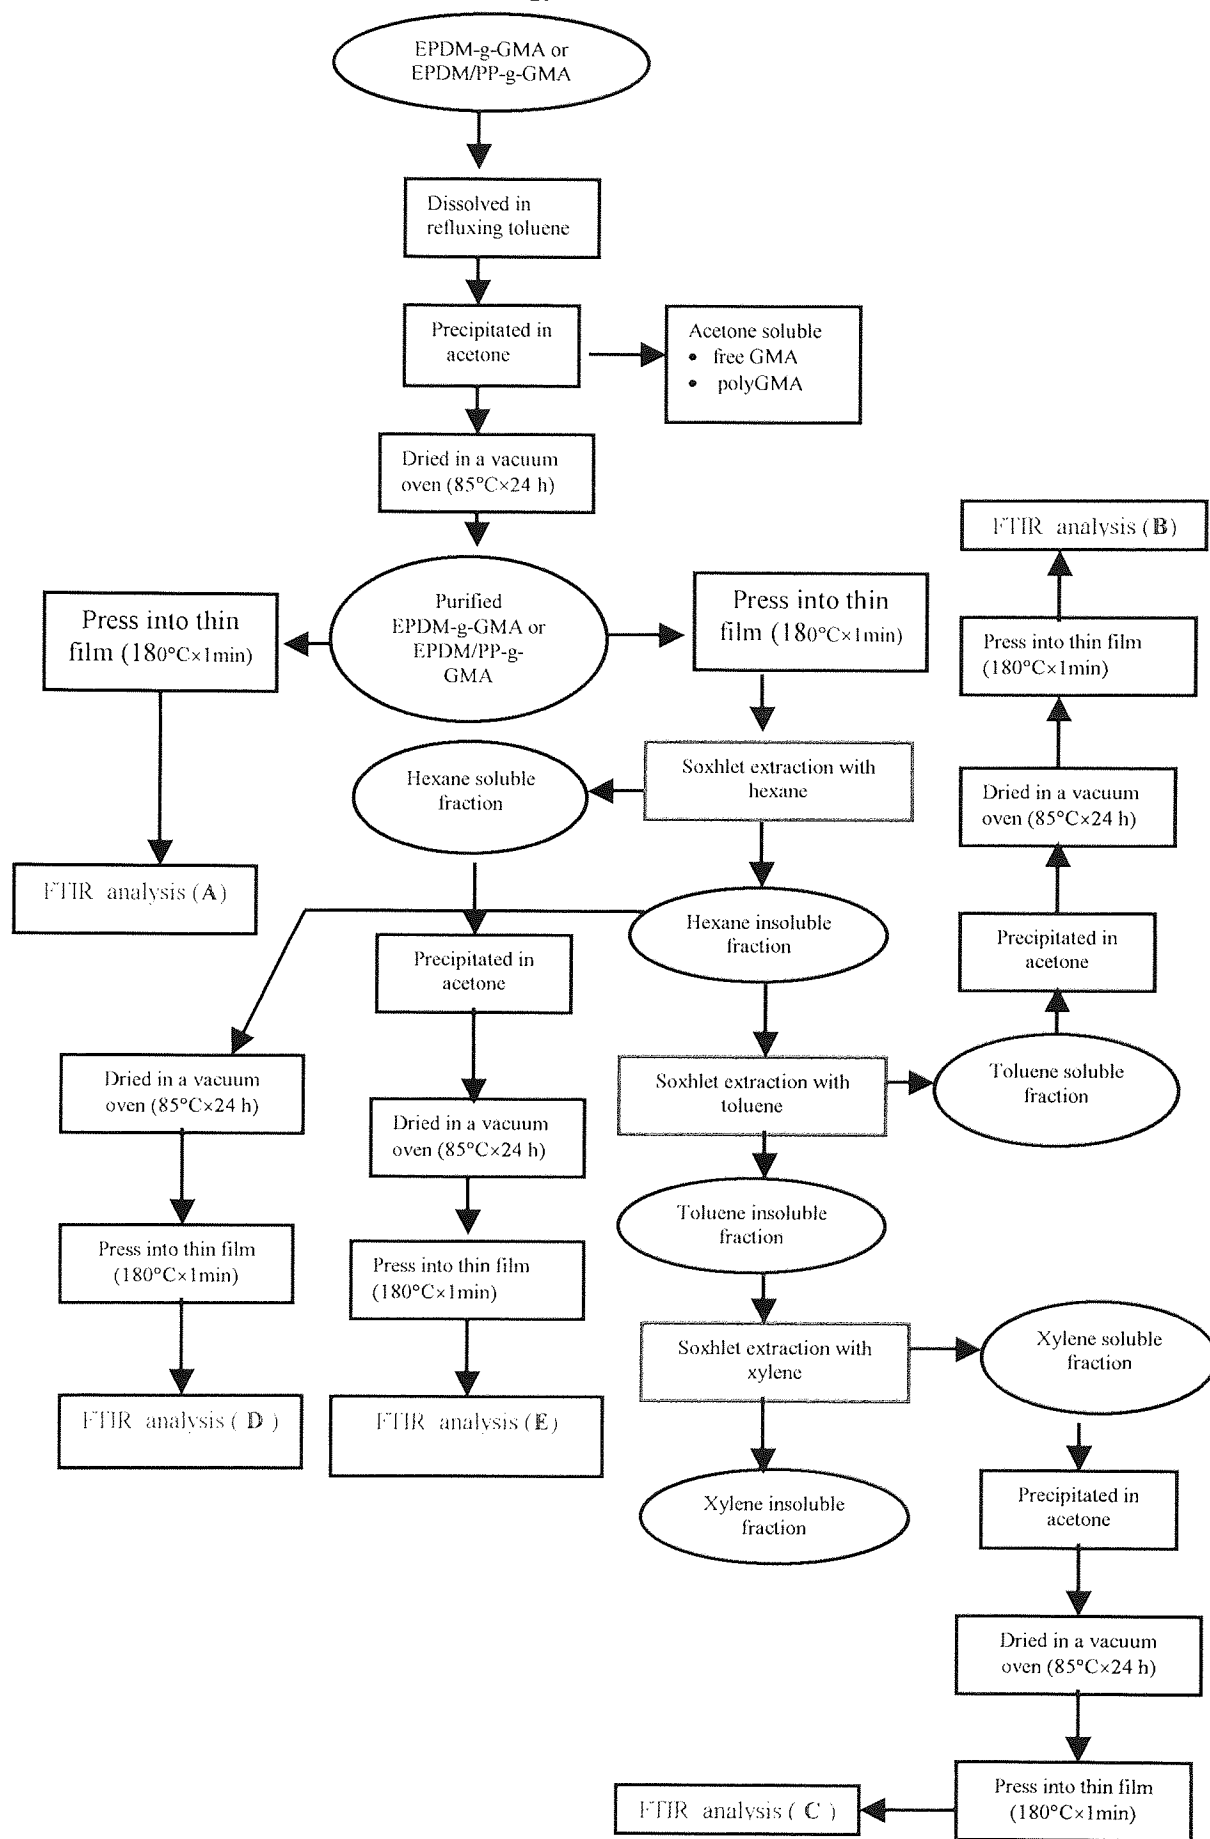 EPDM-g-GMA or
EPDM/PP-g-GMA
Dissolved in
refluxing toluene
Precipitated in
acetone
Acetone soluble
• free GMA
• polyGMA
Dried in a vacuum
oven (85°C×24 h)
Purified
EPDM-g-GMA or
EPDM/PP-g-
GMA
Press into thin
film (180°C×1min)
FTIR analysis (A)
Press into thin
film (180°C×1min)
Soxhlet extraction with
hexane
Hexane soluble
fraction
Precipitated in
acetone
Dried in a vacuum
oven (85°C×24 h)
Press into thin film
(180°C×1min)
FTIR analysis (E)
Hexane insoluble
fraction
Dried in a vacuum
oven (85°C×24 h)
Press into thin film
(180°C×1min)
FTIR analysis ( D )
Soxhlet extraction with
toluene
Toluene soluble
fraction
Precipitated in
acetone
Dried in a vacuum
oven (85°C×24 h)
Press into thin film
(180°C×1min)
FTIR analysis (B)
Toluene insoluble
fraction
Soxhlet extraction with
xylene
Xylene soluble
fraction
Xylene insoluble
fraction
Precipitated in
acetone
Dried in a vacuum
oven (85°C×24 h)
Press into thin film
(180°C×1min)
FTIR analysis ( C )